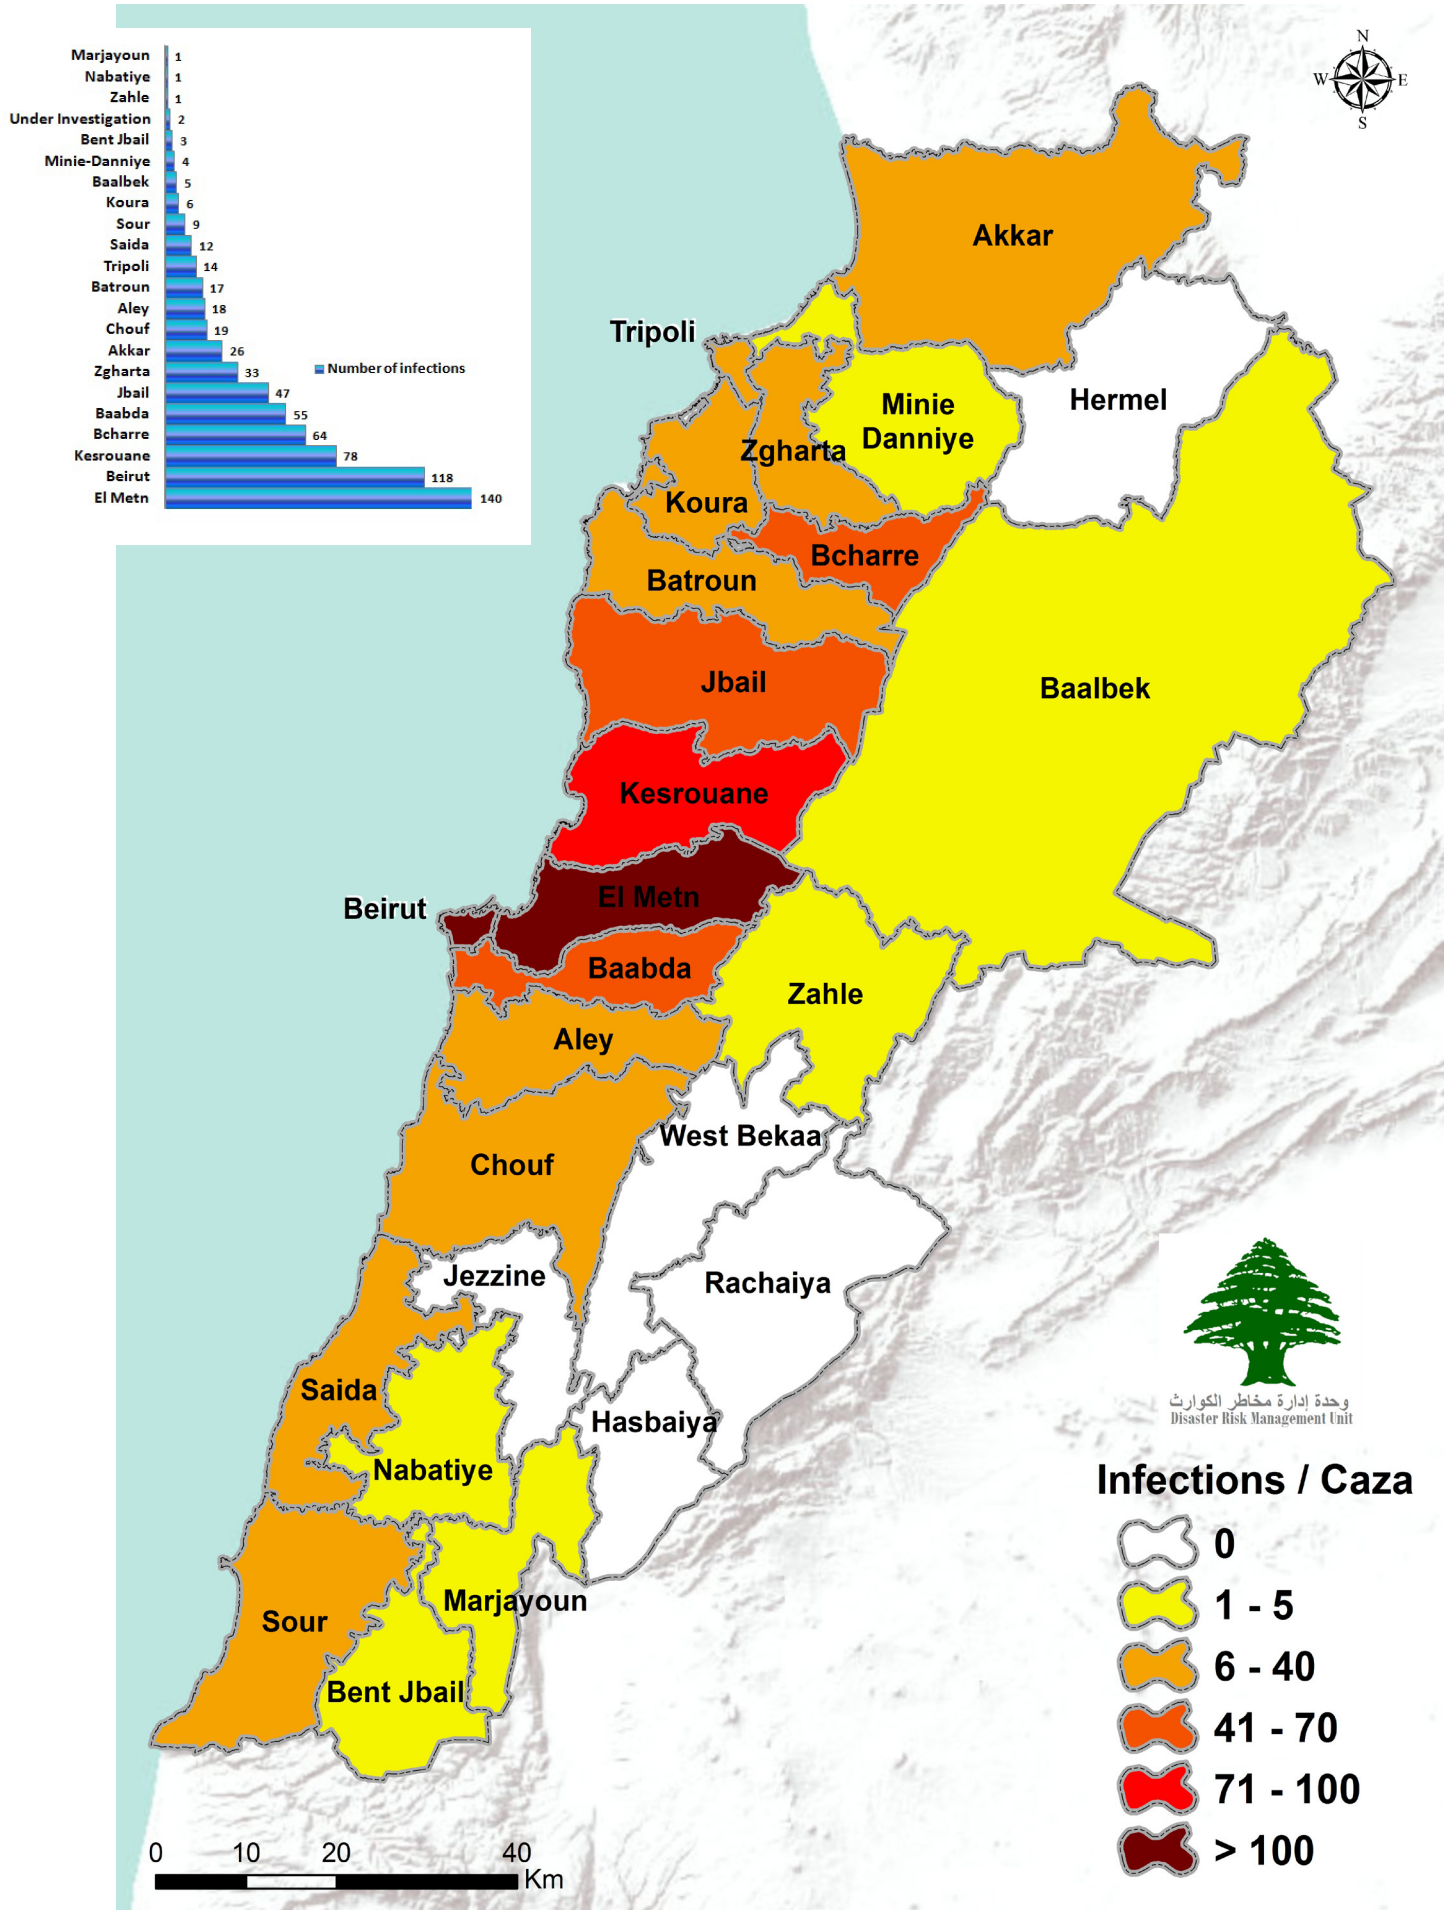 Marjayoun 1
Nabatiye 1
Zahle 1
Under Investigation 2
Bent Jbail 3
Minie-Danniye 4
Baalbek 5
Koura 6
Sour 9
Saida 12
Tripoli 14
Batroun 17
Aley 18
Chouf 19
Akkar 26
Zgharta 33
Jbail 47
Baabda 55
Bcharre 64
Kesrouane 78
Beirut 118
El Metn 140
Number of infections
N
W E
S
Akkar
Tripoli
Hermel
Minie
Danniye
Zgharta
Koura
Bcharre
Batroun
Jbail
Baalbek
Kesrouane
El Metn
Beirut
Baabda
Zahle
Aley
West Bekaa
Chouf
Jezzine
Rachaiya
Saida
Hasbaiya
Nabatiye
Marjayoun
Sour
Bent Jbail
وحدة إدارة مخاطر الكوارث
Disaster Risk Management Unit
Infections / Caza
0
1 - 5
6 - 40
41 - 70
71 - 100
> 100
0 10 20 40
Km